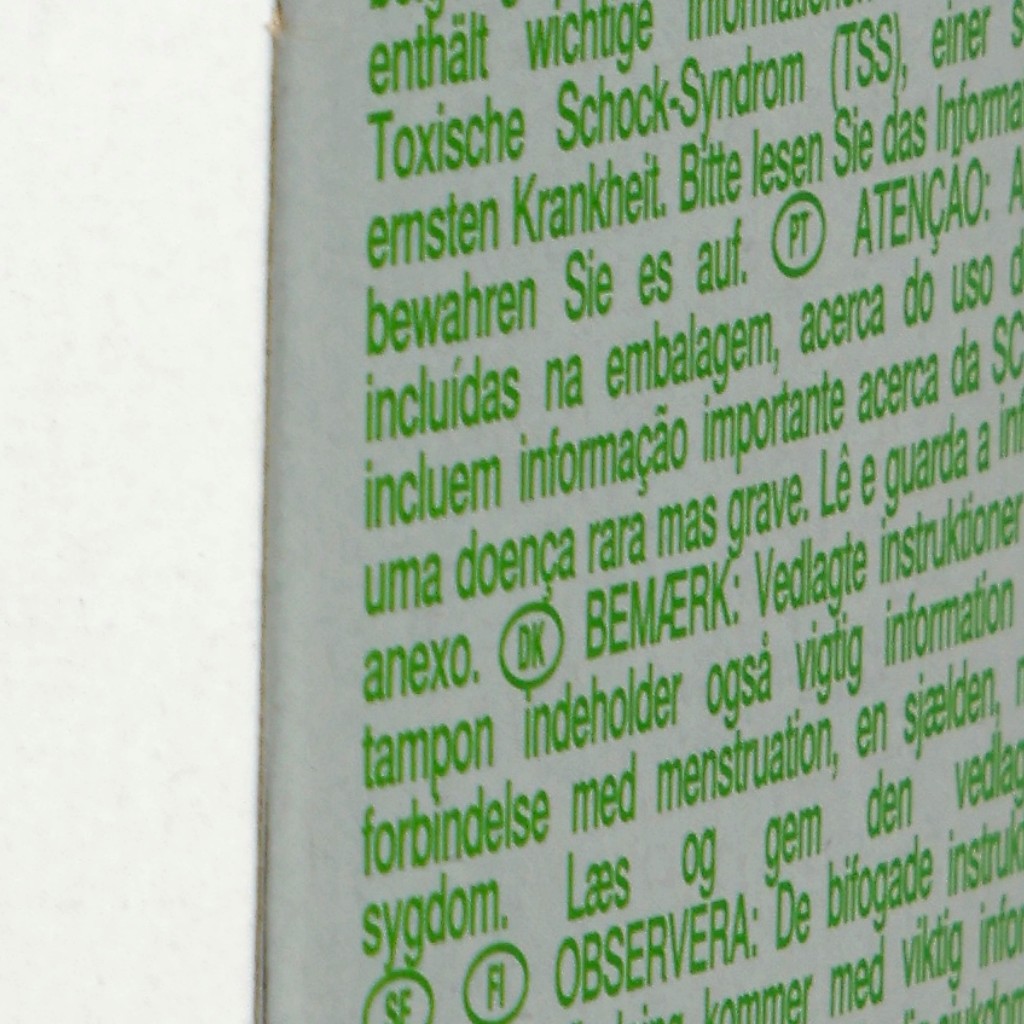 enthält wichtige Informationen
Toxische Schock-Syndrom (TSS), einer
ernsten Krankheit. Bitte lesen Sie das
bewahren Sie es auf. PT ATENÇÃO:
incluídas na embalagem, acerca do uso
incluem informação importante acerca da
uma doença rara mas grave. Lê e guarda a
anexo. DK BEMÆRK: Vedlagte instruktioner
tampon indeholder også vigtig information
forbindelse med menstruation, en sjælden,
sygdom. Læs og gem den
SE FI OBSERVERA: De bifogade
kommer med viktig